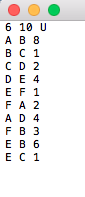 6 10 U
A B 8
B C 1
C D 2
D E 4
E F 1
F A 2
A D 4
F B 3
E B 6
E C 1